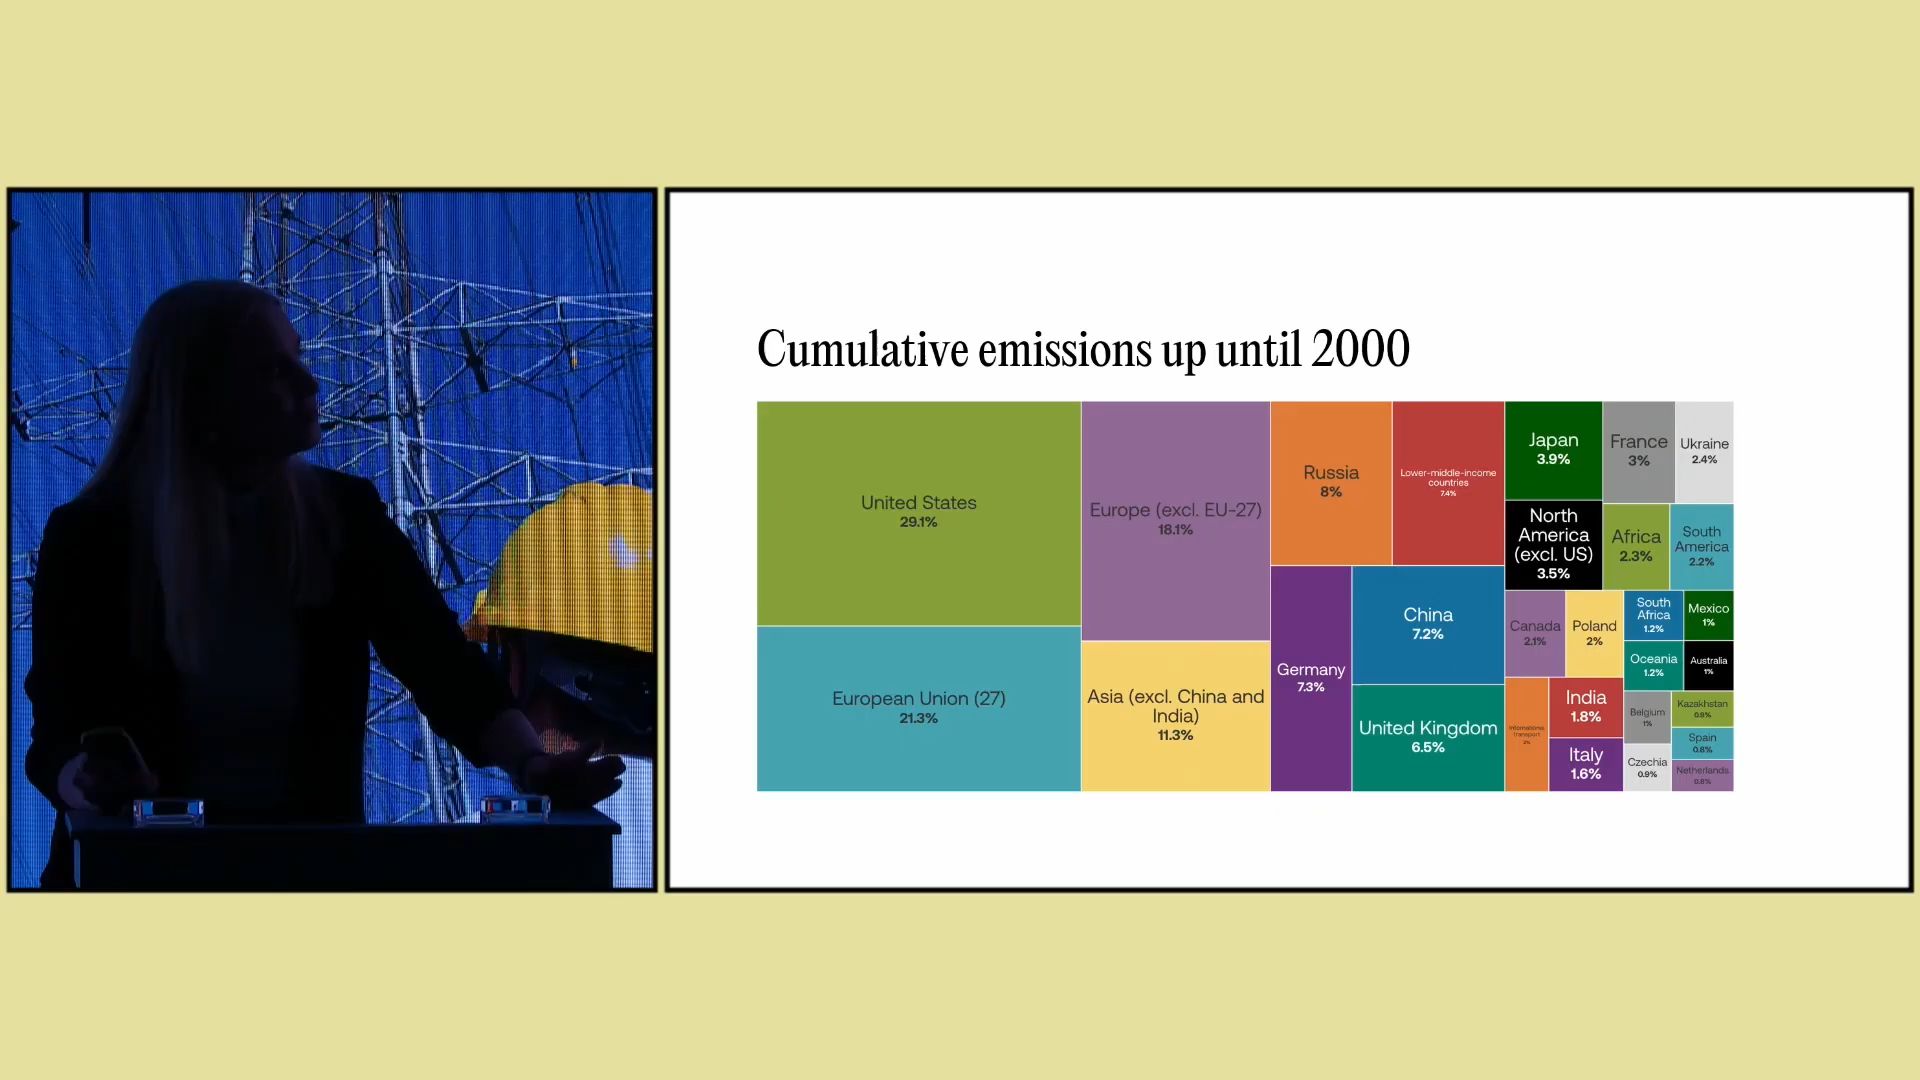 Cumulative emissions up until 2000
United States
29.1%
European Union (27)
21.3%
Europe (excl. EU-27)
18.1%
Asia (excl. China and
India)
11.3%
Russia
8%
Lower-middle-income
countries
7.4%
Germany
7.3%
China
7.2%
United Kingdom
6.5%
Japan
3.9%
France
3%
Ukraine
2.4%
North
America
(excl. US)
3.5%
Africa
2.3%
South
America
2.2%
Canada
2.1%
Poland
2%
South
Africa
1.2%
Mexico
1%
Oceania
1.2%
Australia
1%
International
transport
2%
India
1.8%
Italy
1.6%
Belgium
1%
Czechia
0.9%
Kazakhstan
0.9%
Spain
0.8%
Netherlands
0.8%